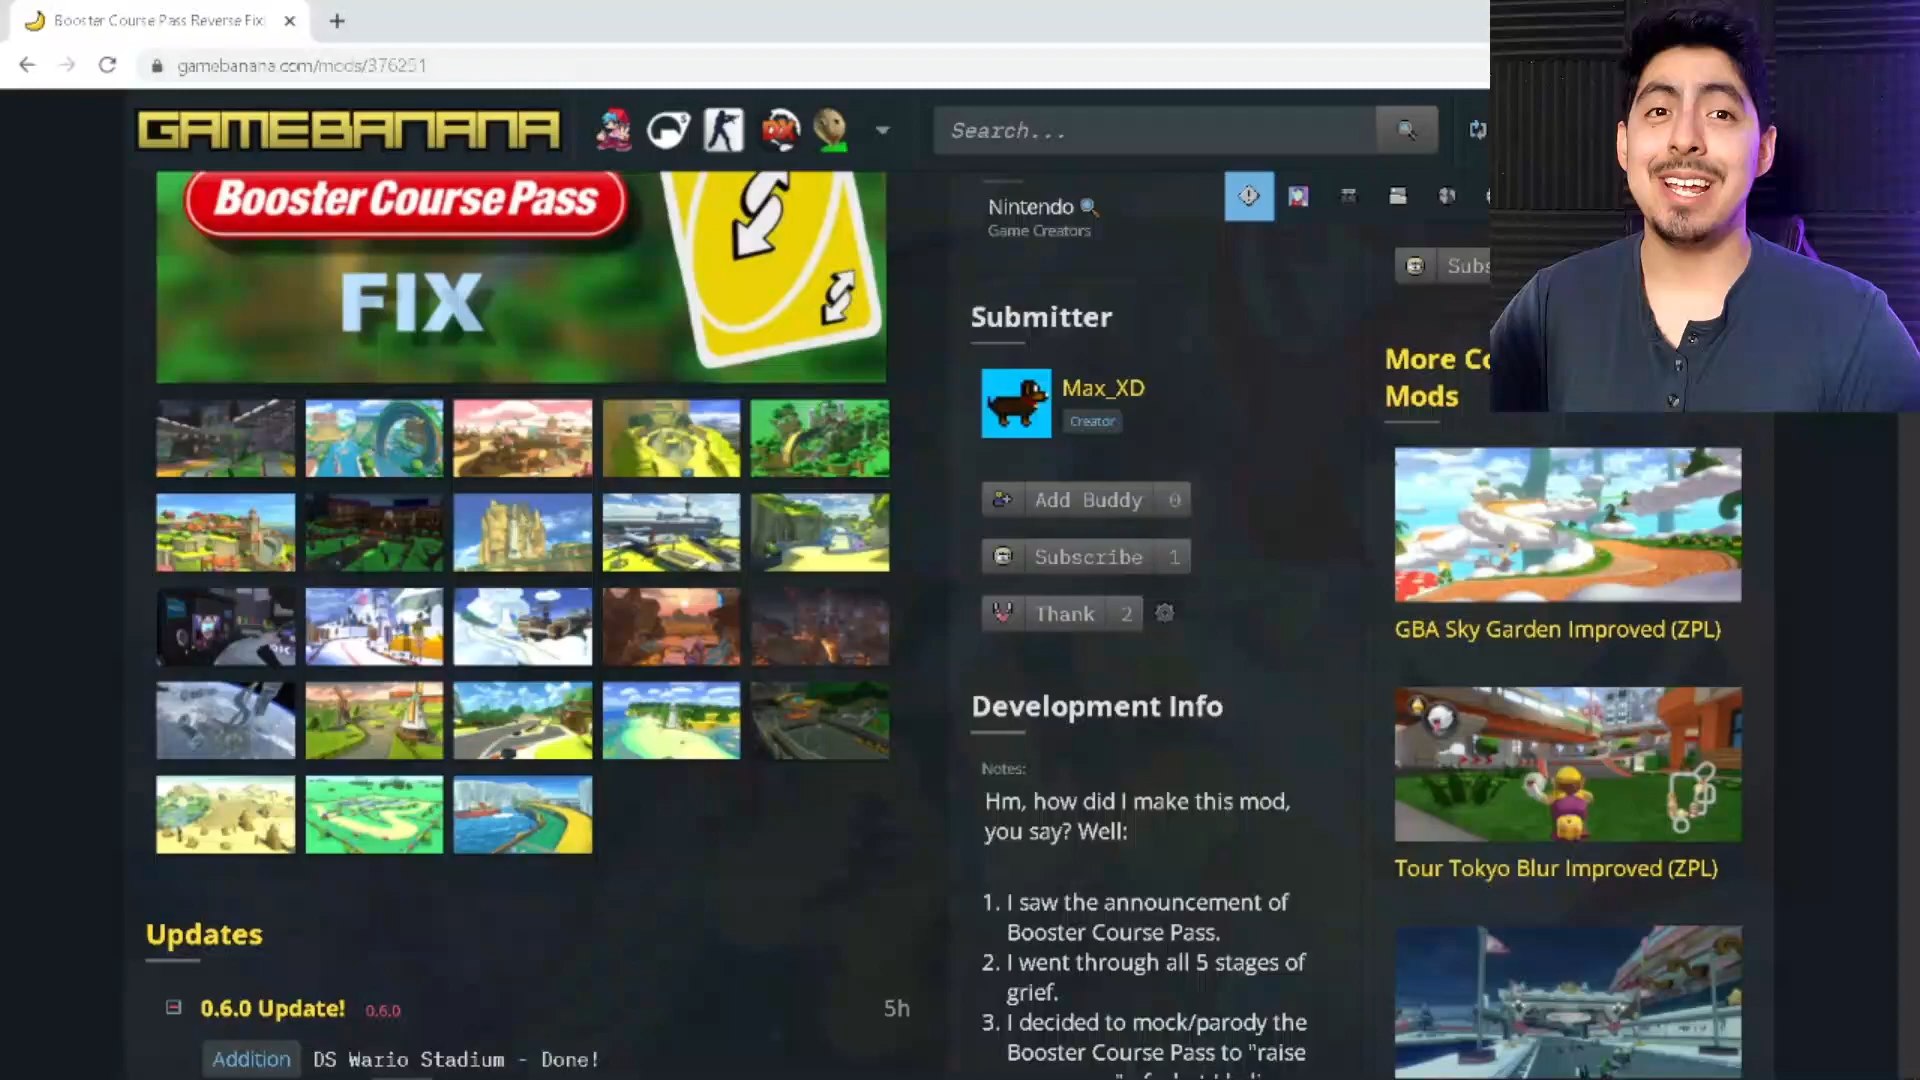 Booster Course Pass Reverse Fix
gamebanana.com/mods/376251
GAMEBANANA
DX
Search...
Booster Course Pass
FIX
Nintendo
Game Creators
Subs
Submitter
Max_XD
Creator
Add Buddy 0
Subscribe 1
Thank 2
More Co
Mods
GBA Sky Garden Improved (ZPL)
Tour Tokyo Blur Improved (ZPL)
Development Info
Notes:
Hm, how did I make this mod,
you say? Well:
1. I saw the announcement of
Booster Course Pass.
2. I went through all 5 stages of
grief.
3. I decided to mock/parody the
Booster Course Pass to "raise
Updates
0.6.0 Update! 0.6.0 5h
Addition DS Wario Stadium - Done!